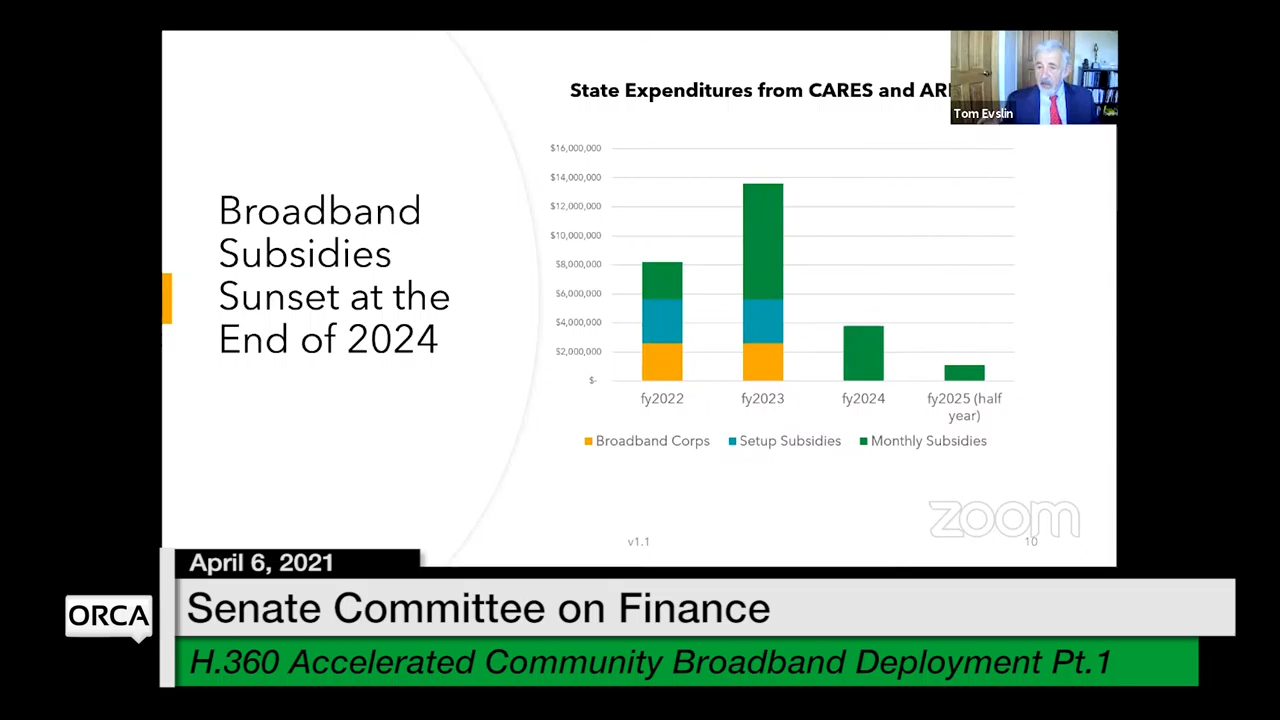 State Expenditures from CARES and
Tom Evslin
Broadband
Subsidies
Sunset at the
End of 2024
$16,000,000
$14,000,000
$12,000,000
$10,000,000
$8,000,000
$6,000,000
$4,000,000
$2,000,000
$-
fy2022
fy2023
fy2024
fy2025 (half
year)
Broadband Corps
Setup Subsidies
Monthly Subsidies
zoom
v1.1
10
April 6, 2021
ORCA
Senate Committee on Finance
H.360 Accelerated Community Broadband Deployment Pt.1